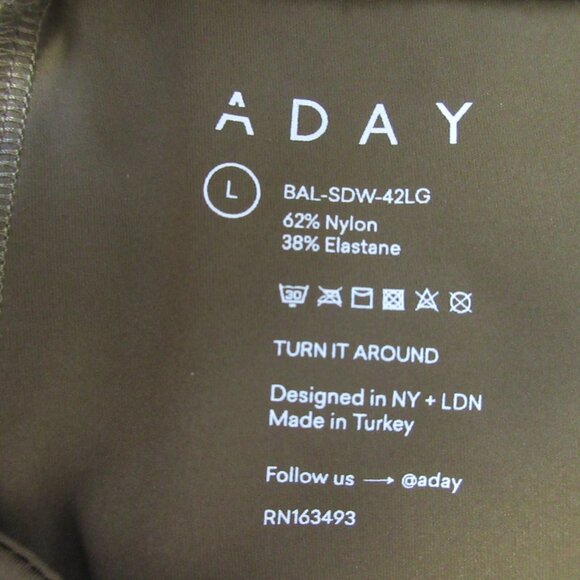 ADAY
L
BAL-SDW-42LG
62% Nylon
38% Elastane
30
TURN IT AROUND
Designed in NY + LDN
Made in Turkey
Follow us → @aday
RN163493